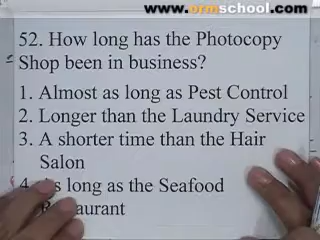 www.ormschool.com
52. How long has the Photocopy
Shop been in business?
1. Almost as long as Pest Control
2. Longer than the Laundry Service
3. A shorter time than the Hair
Salon
4. As long as the Seafood
Restaurant